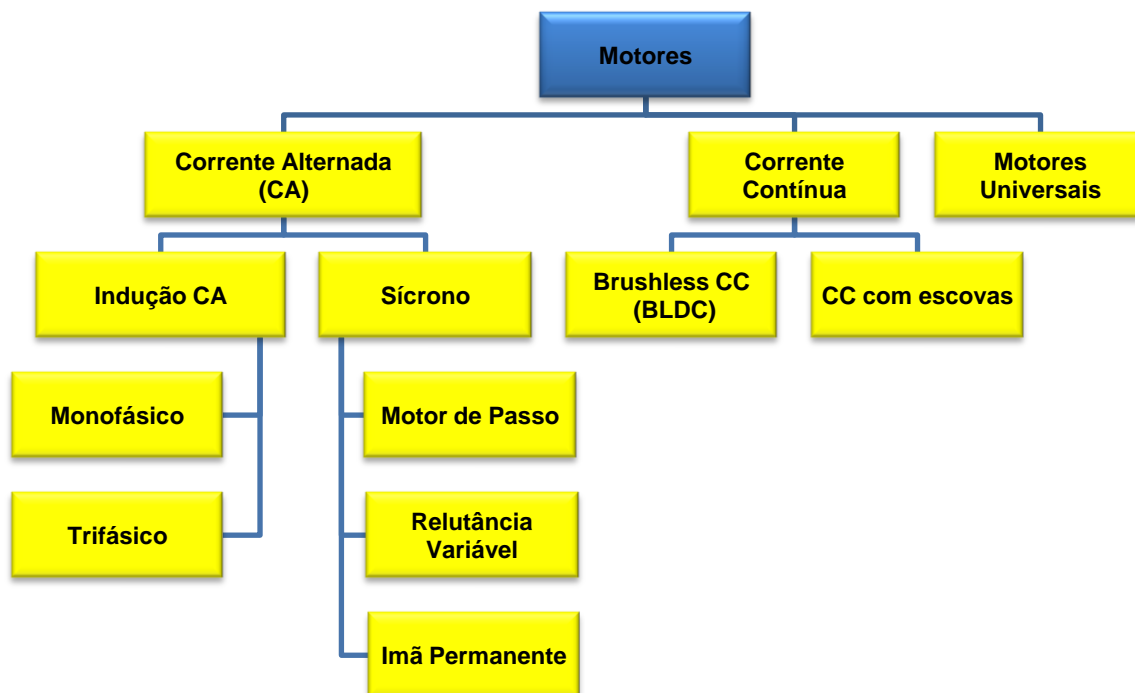 Motores
Corrente Alternada
(CA)
Corrente
Contínua
Motores
Universais
Indução CA
Sícrono
Brushless CC
(BLDC)
CC com escovas
Monofásico
Motor de Passo
Trifásico
Relutância
Variável
Imã Permanente